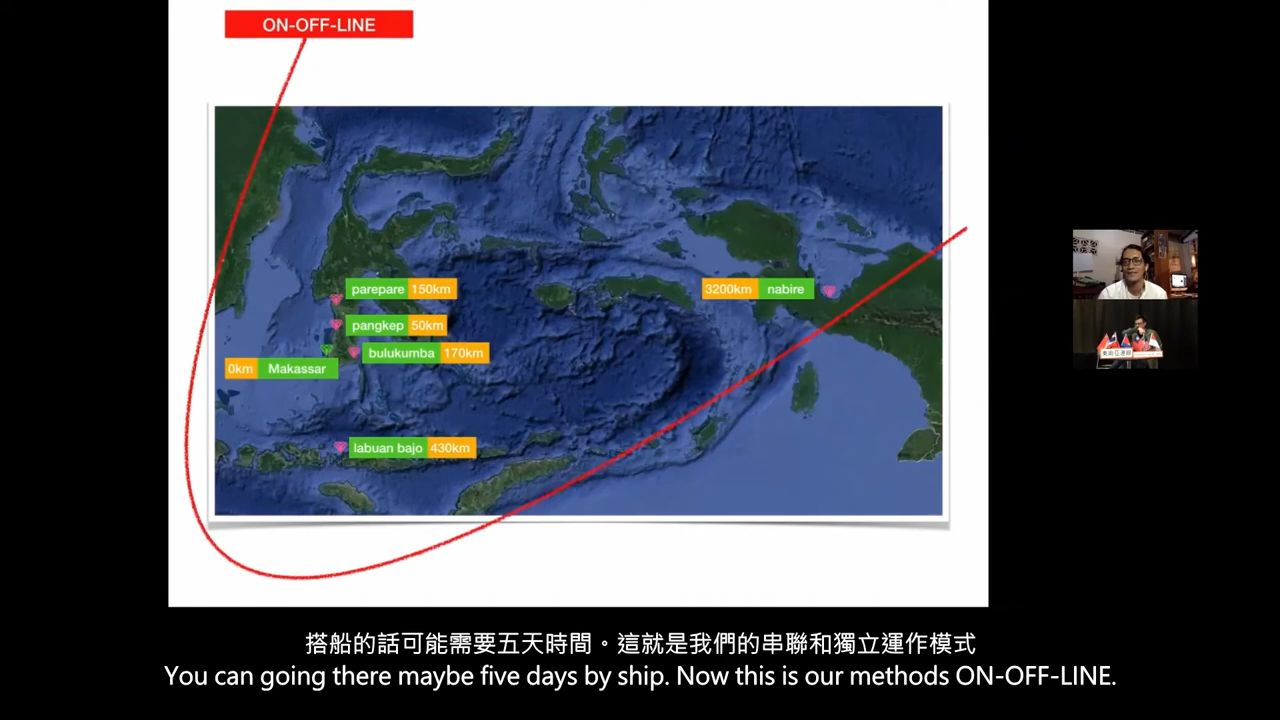 ON-OFF-LINE
parepare 150km
3200km nabire
pangkep 50km
bulukumba 170km
0km Makassar
labuan bajo 430km
搭船的話可能需要五天時間。這就是我們的串聯和獨立運作模式
You can going there maybe five days by ship. Now this is our methods ON-OFF-LINE.